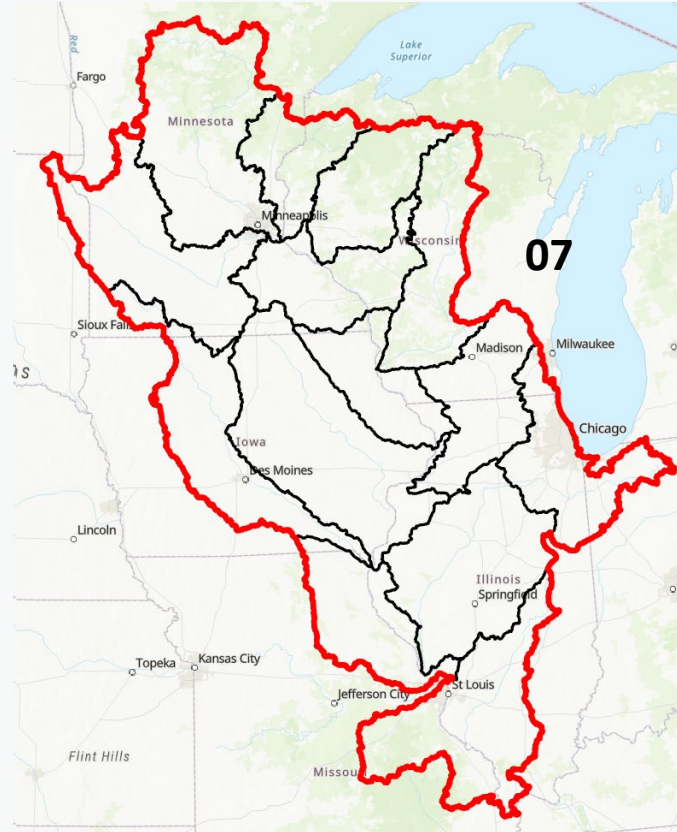 Lake
Superior
Red
Fargo
Minnesota
Minneapolis
Wisconsin
07
Sioux Fall
Madison
Milwaukee
as
Chicago
Iowa
Des Moines
Lincoln
Illinois
Springfield
Topeka
Kansas City
Jefferson City
St Louis
Flint Hills
Missou